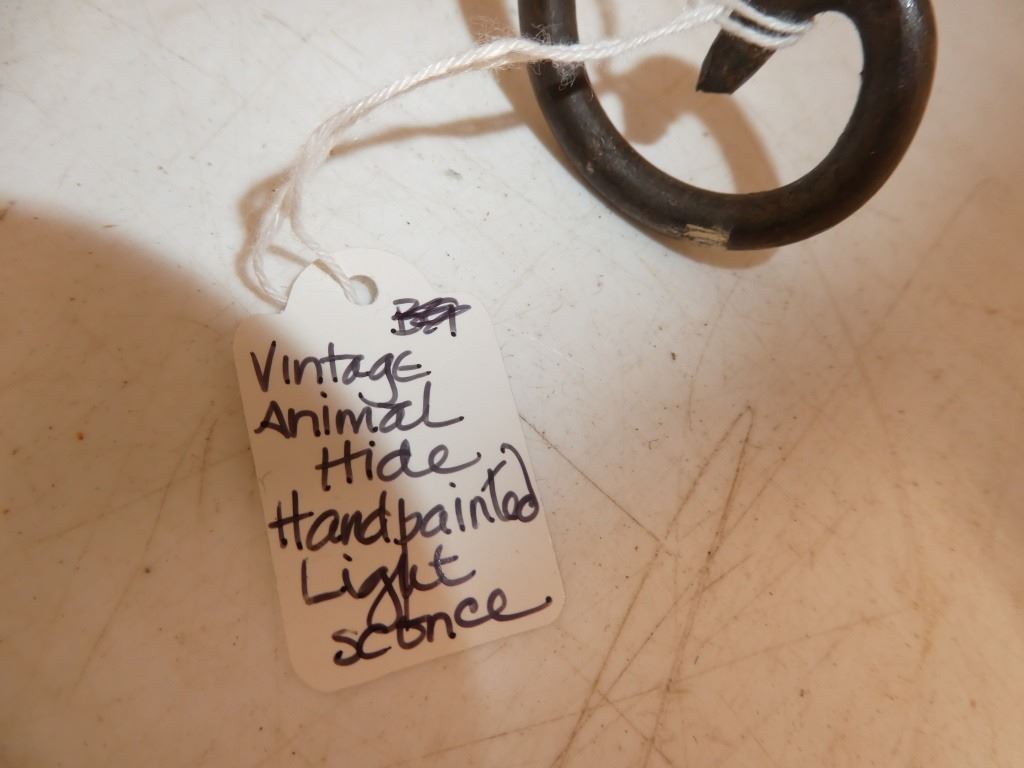 Vintage
Animal
Hide
Handpainted
Light
sconce.